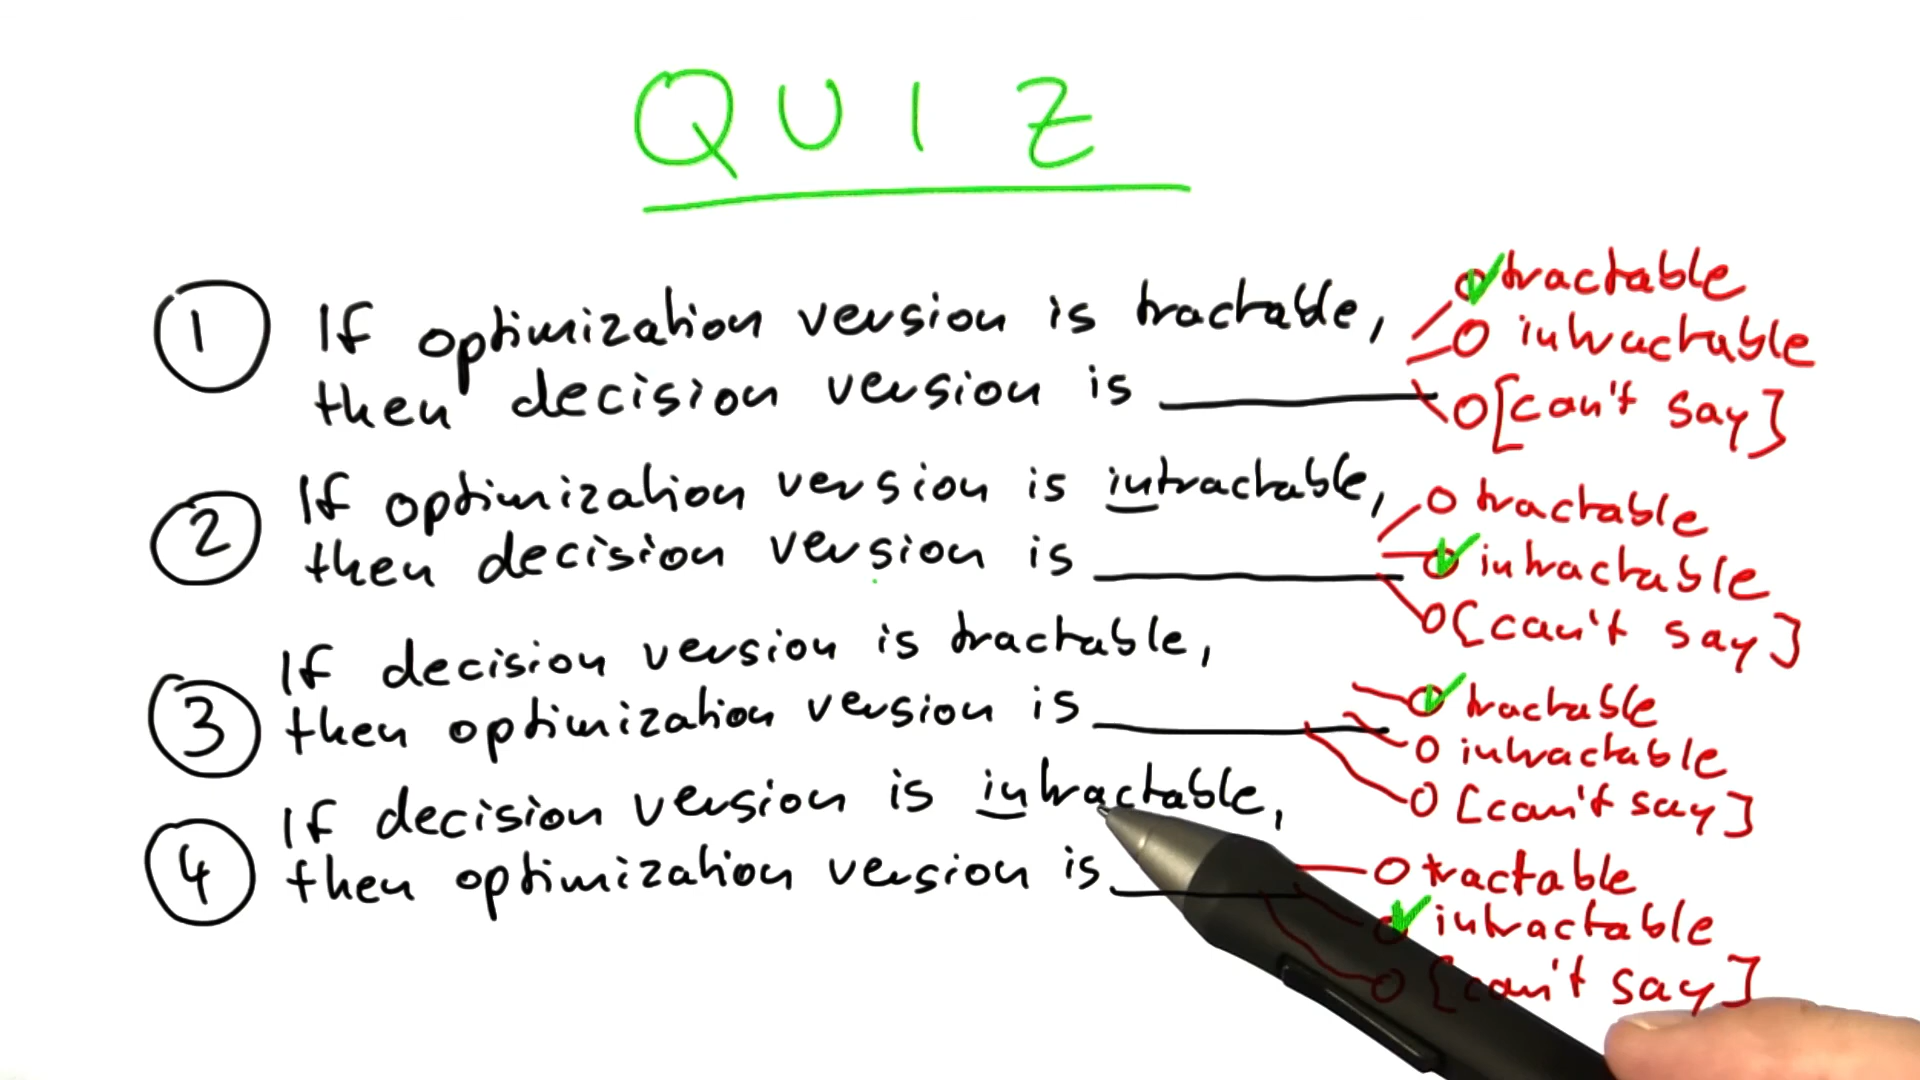 QUIZ
1 If optimization version is tractable,
then decision version is
tractable
intractable
[can't say]
2 If optimization version is intractable,
then decision version is
tractable
intractable
[can't say]
3 If decision version is tractable,
then optimization version is
tractable
intractable
[can't say]
4 If decision version is intractable,
then optimization version is
tractable
intractable
[can't say]